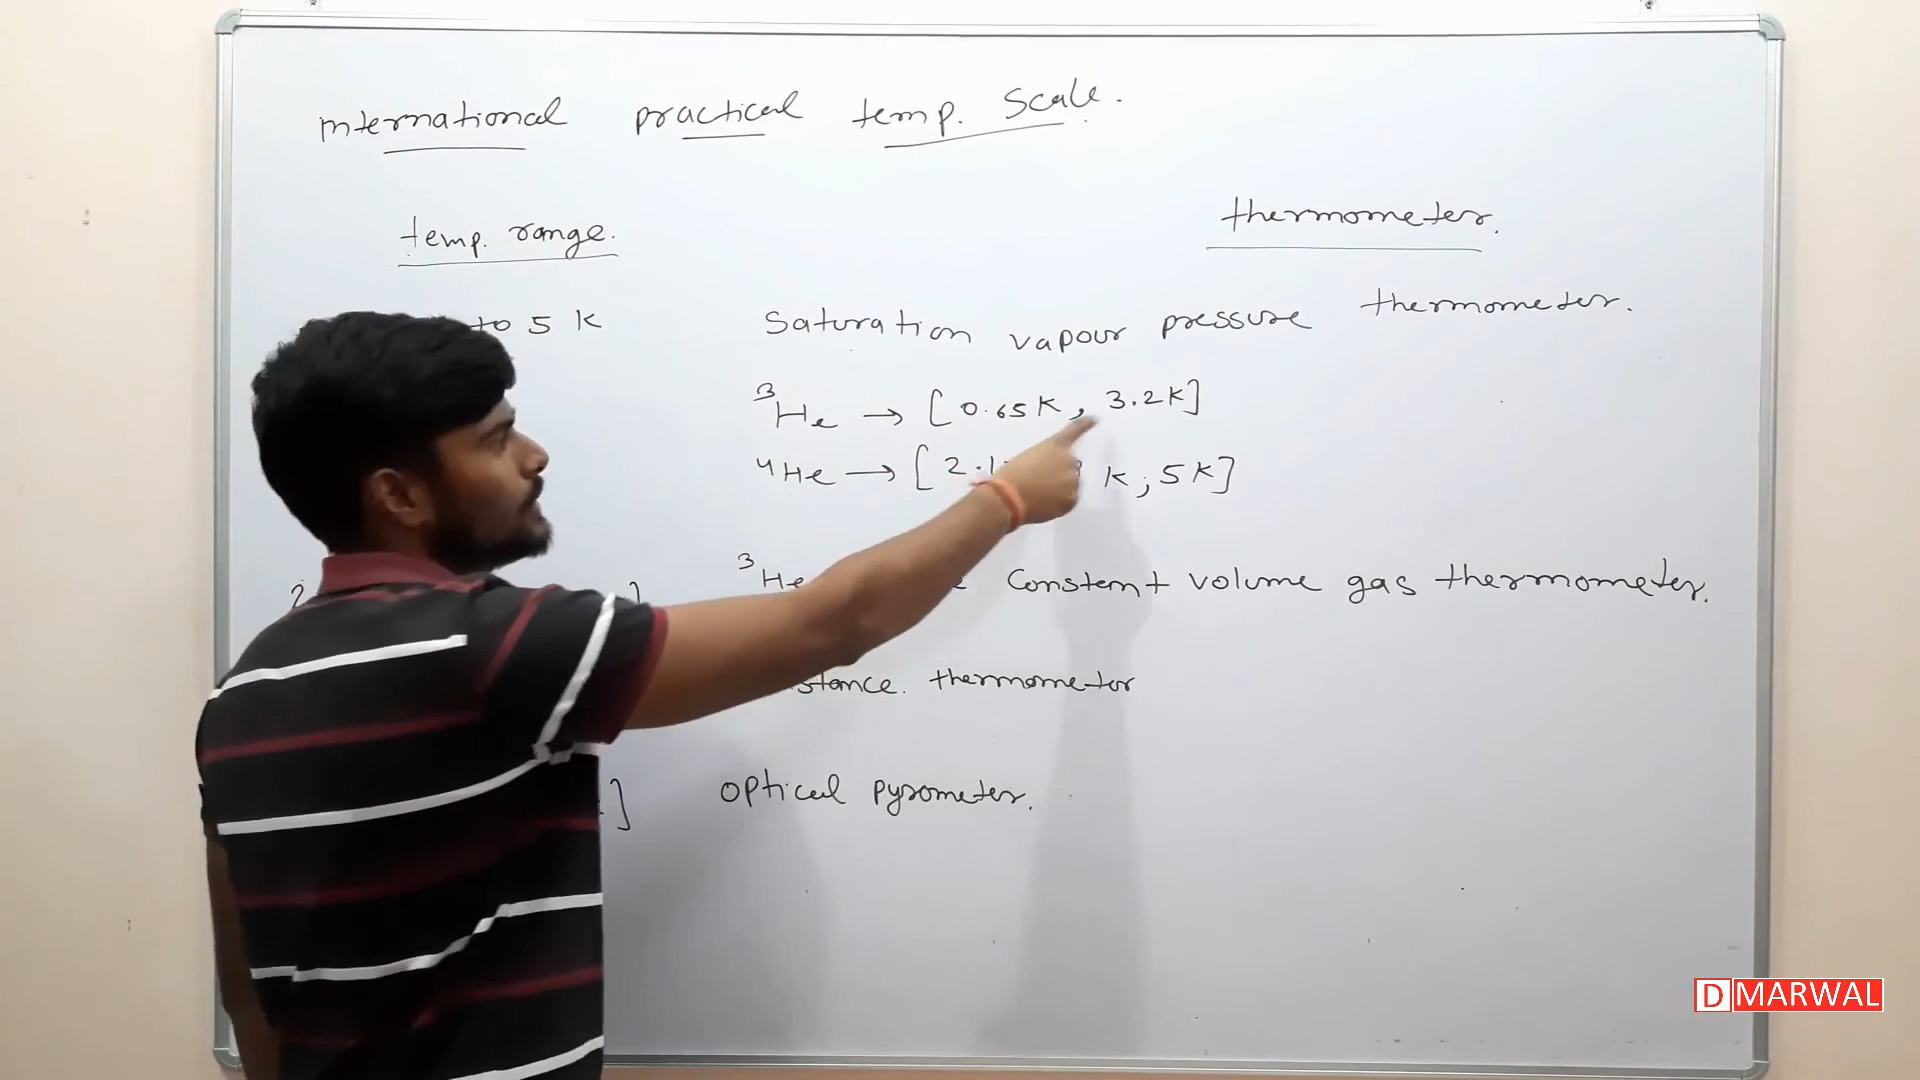 international practical temp. scale.
temp. range.
thermometer.
to 5 K
Saturation vapour pressure thermometer.
³He → [0.65K, 3.2K]
⁴He → [2.1 K, 5K]
³He constant volume gas thermometer.
stance. thermometer
]
optical pyrometer.
]
D MARWAL